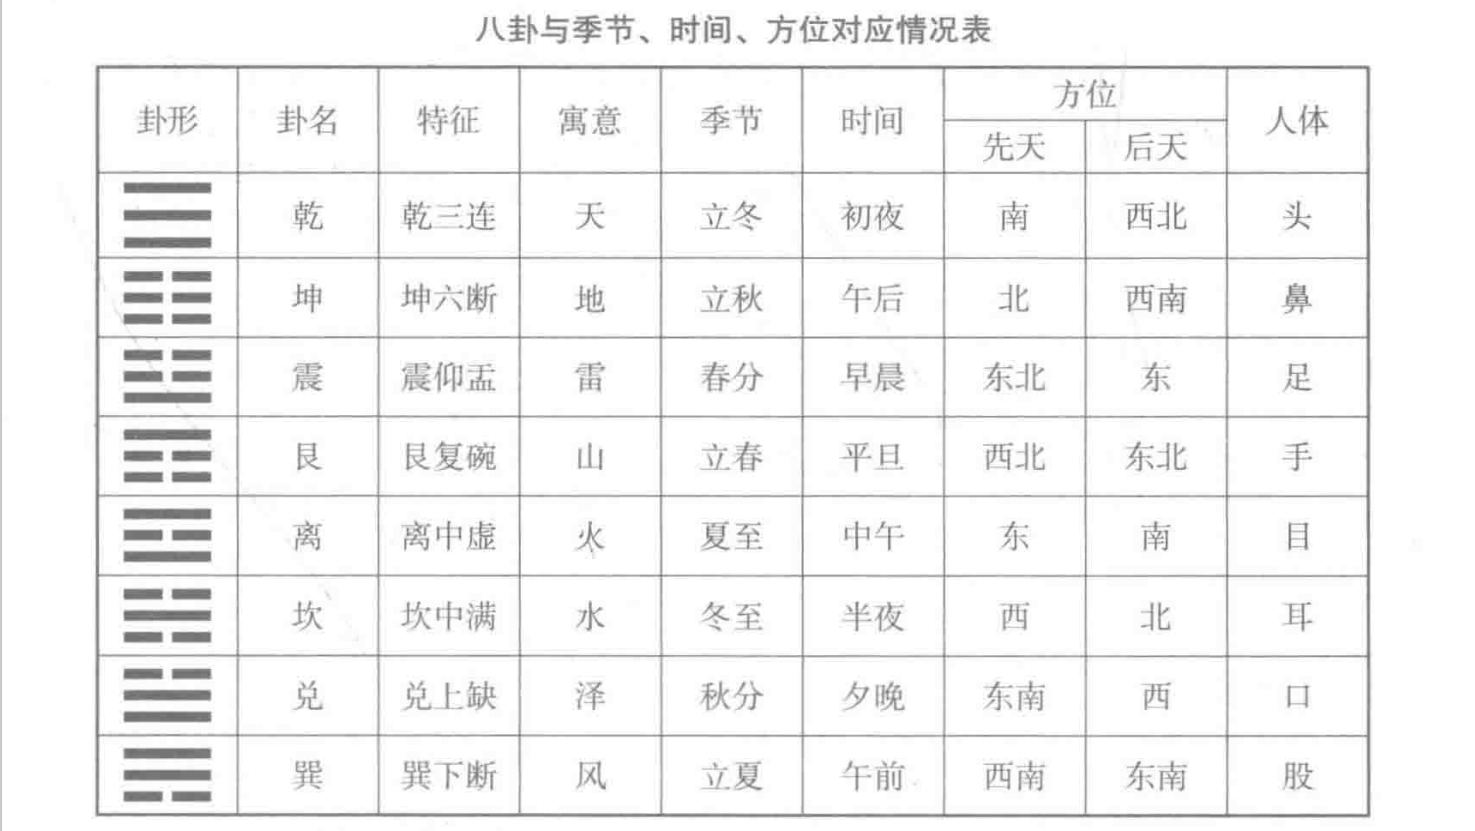 八卦与季节、时间、方位对应情况表
卦形 卦名 特征 寓意 季节 时间 方位 人体
先天 后天
乾 乾三连 天 立冬 初夜 南 西北 头
坤 坤六断 地 立秋 午后 北 西南 鼻
震 震仰盂 雷 春分 早晨 东北 东 足
艮 艮复碗 山 立春 平旦 西北 东北 手
离 离中虚 火 夏至 中午 东 南 目
坎 坎中满 水 冬至 半夜 西 北 耳
兑 兑上缺 泽 秋分 夕晚 东南 西 口
巽 巽下断 风 立夏 午前 西南 东南 股